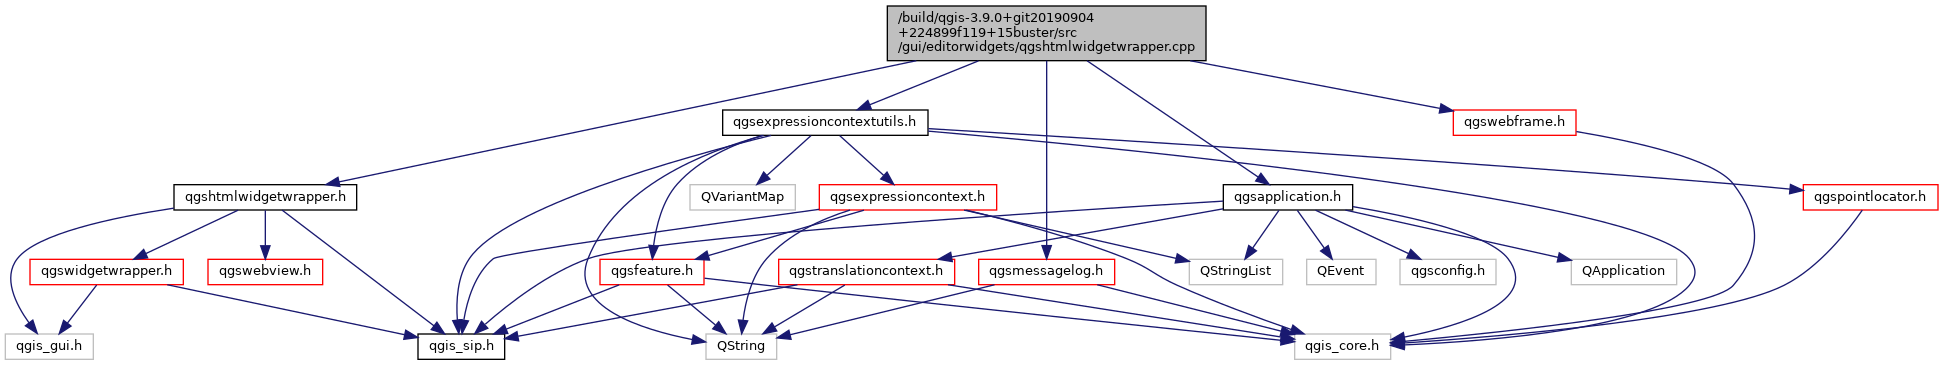 /build/qgis-3.9.0+git20190904
+224899f119+15buster/src
/gui/editorwidgets/qgshtmlwidgetwrapper.cpp
qgsexpressioncontextutils.h
qgswebframe.h
qgshtmlwidgetwrapper.h
QVariantMap
qgsexpressioncontext.h
qgsapplication.h
qgspointlocator.h
qgswidgetwrapper.h
qgswebview.h
qgsfeature.h
qgstranslationcontext.h
qgsmessagelog.h
QStringList
QEvent
qgsconfig.h
QApplication
qgis_gui.h
qgis_sip.h
QString
qgis_core.h